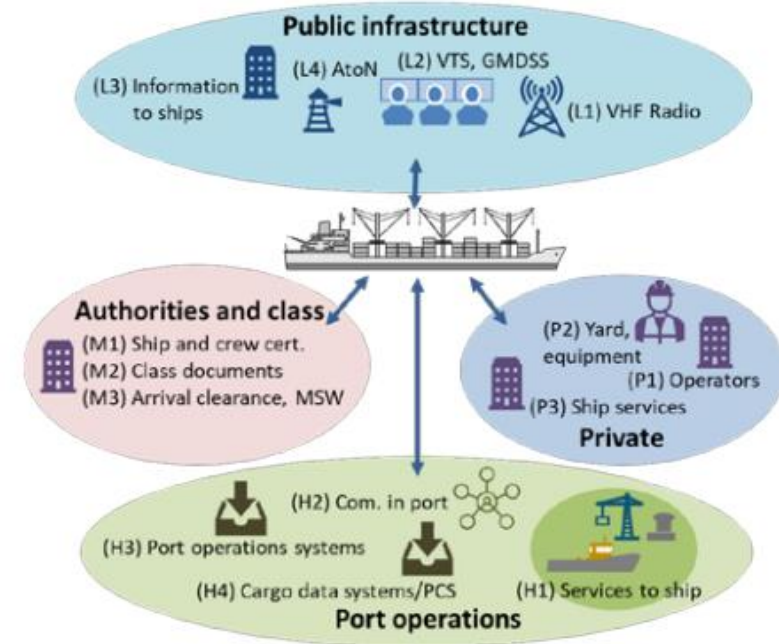 Public infrastructure
(L3) Information
to ships
(L4) AtoN
(L2) VTS, GMDSS
(L1) VHF Radio
Authorities and class
(M1) Ship and crew cert.
(M2) Class documents
(M3) Arrival clearance, MSW
(P2) Yard,
equipment
(P1) Operators
(P3) Ship services
Private
(H2) Com. in port
(H3) Port operations systems
(H4) Cargo data systems/PCS
(H1) Services to ship
Port operations